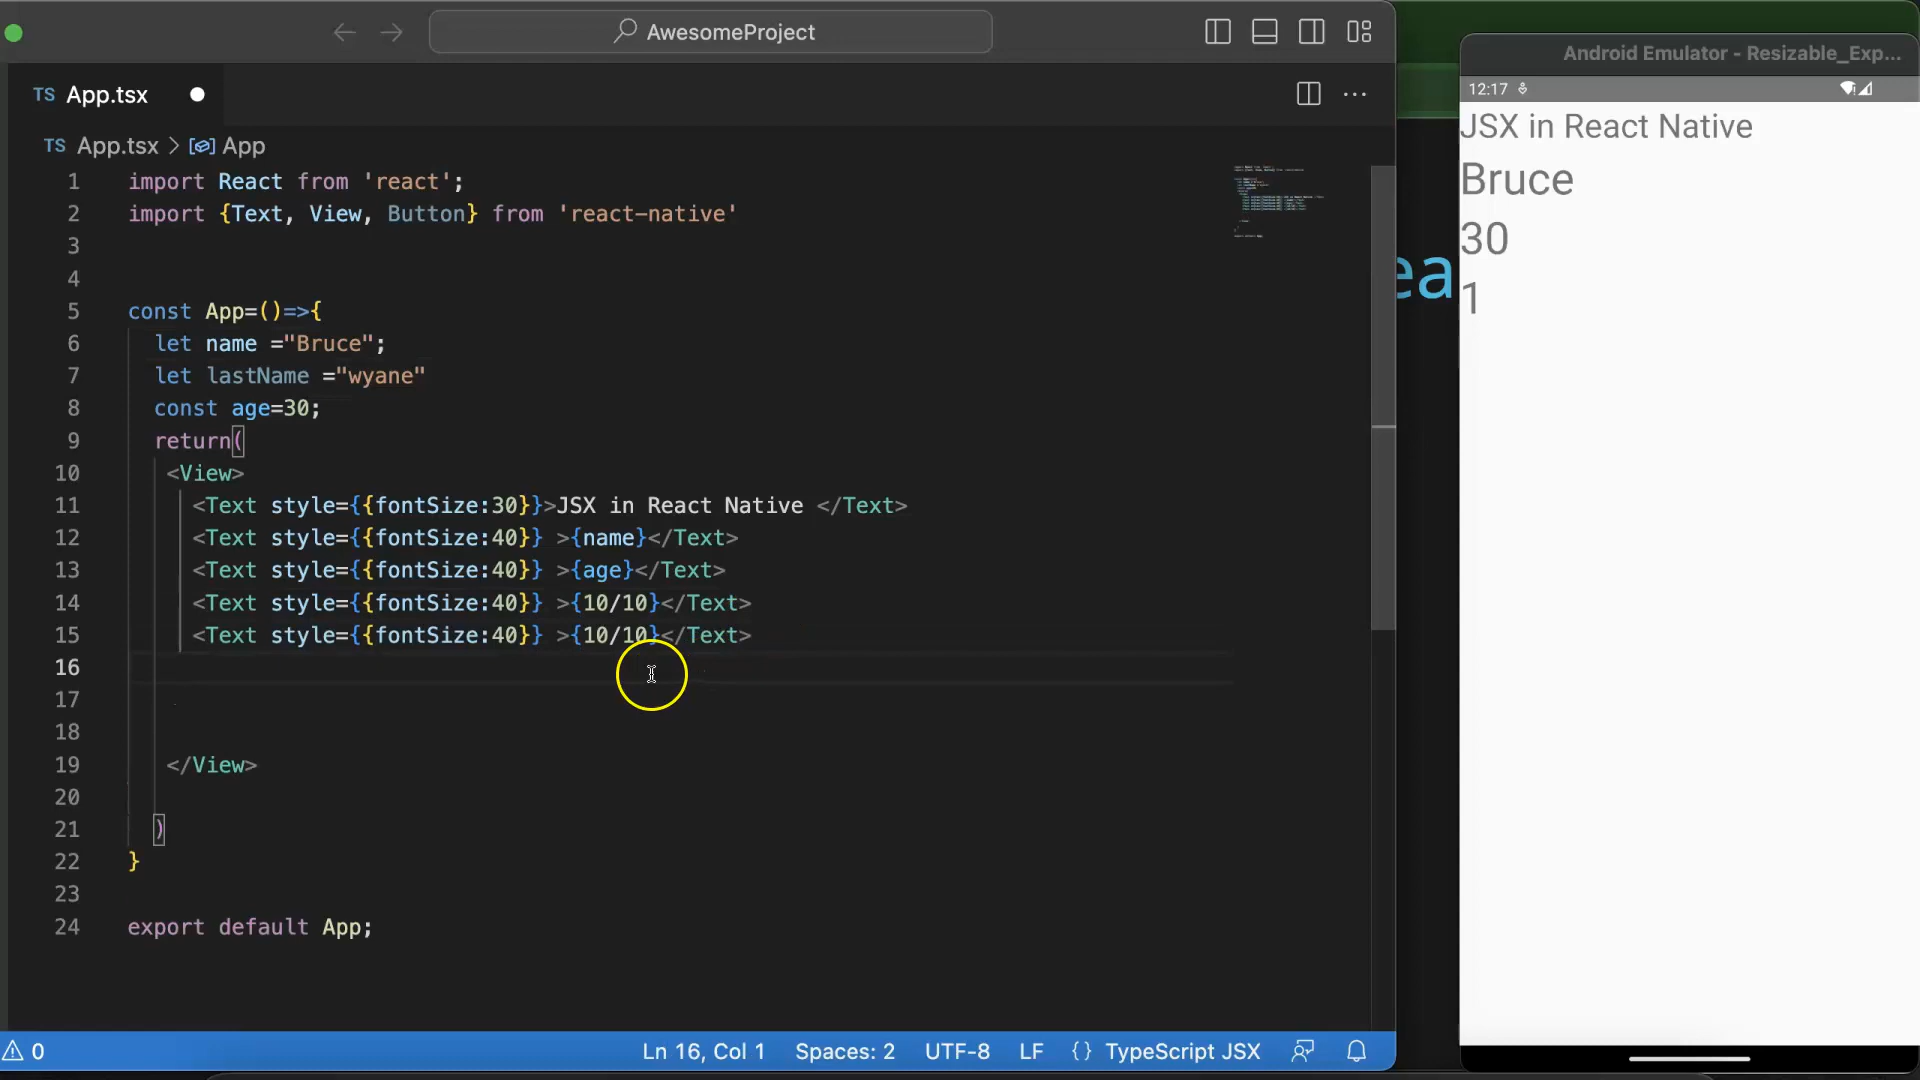 AwesomeProject
TS App.tsx
TS App.tsx > App
1 import React from 'react';
2 import {Text, View, Button} from 'react-native'
3
4
5 const App=()=>{
6 let name ="Bruce";
7 let lastName ="wyane"
8 const age=30;
9 return(
10 <View>
11 <Text style={{fontSize:30}}>JSX in React Native </Text>
12 <Text style={{fontSize:40}} >{name}</Text>
13 <Text style={{fontSize:40}} >{age}</Text>
14 <Text style={{fontSize:40}} >{10/10}</Text>
15 <Text style={{fontSize:40}} >{10/10}</Text>
16
17
18
19 </View>
20
21 )
22 }
23
24 export default App;
0
Ln 16, Col 1
Spaces: 2
UTF-8
LF
{} TypeScript JSX
ea
Android Emulator - Resizable_Exp...
12:17
JSX in React Native
Bruce
30
1